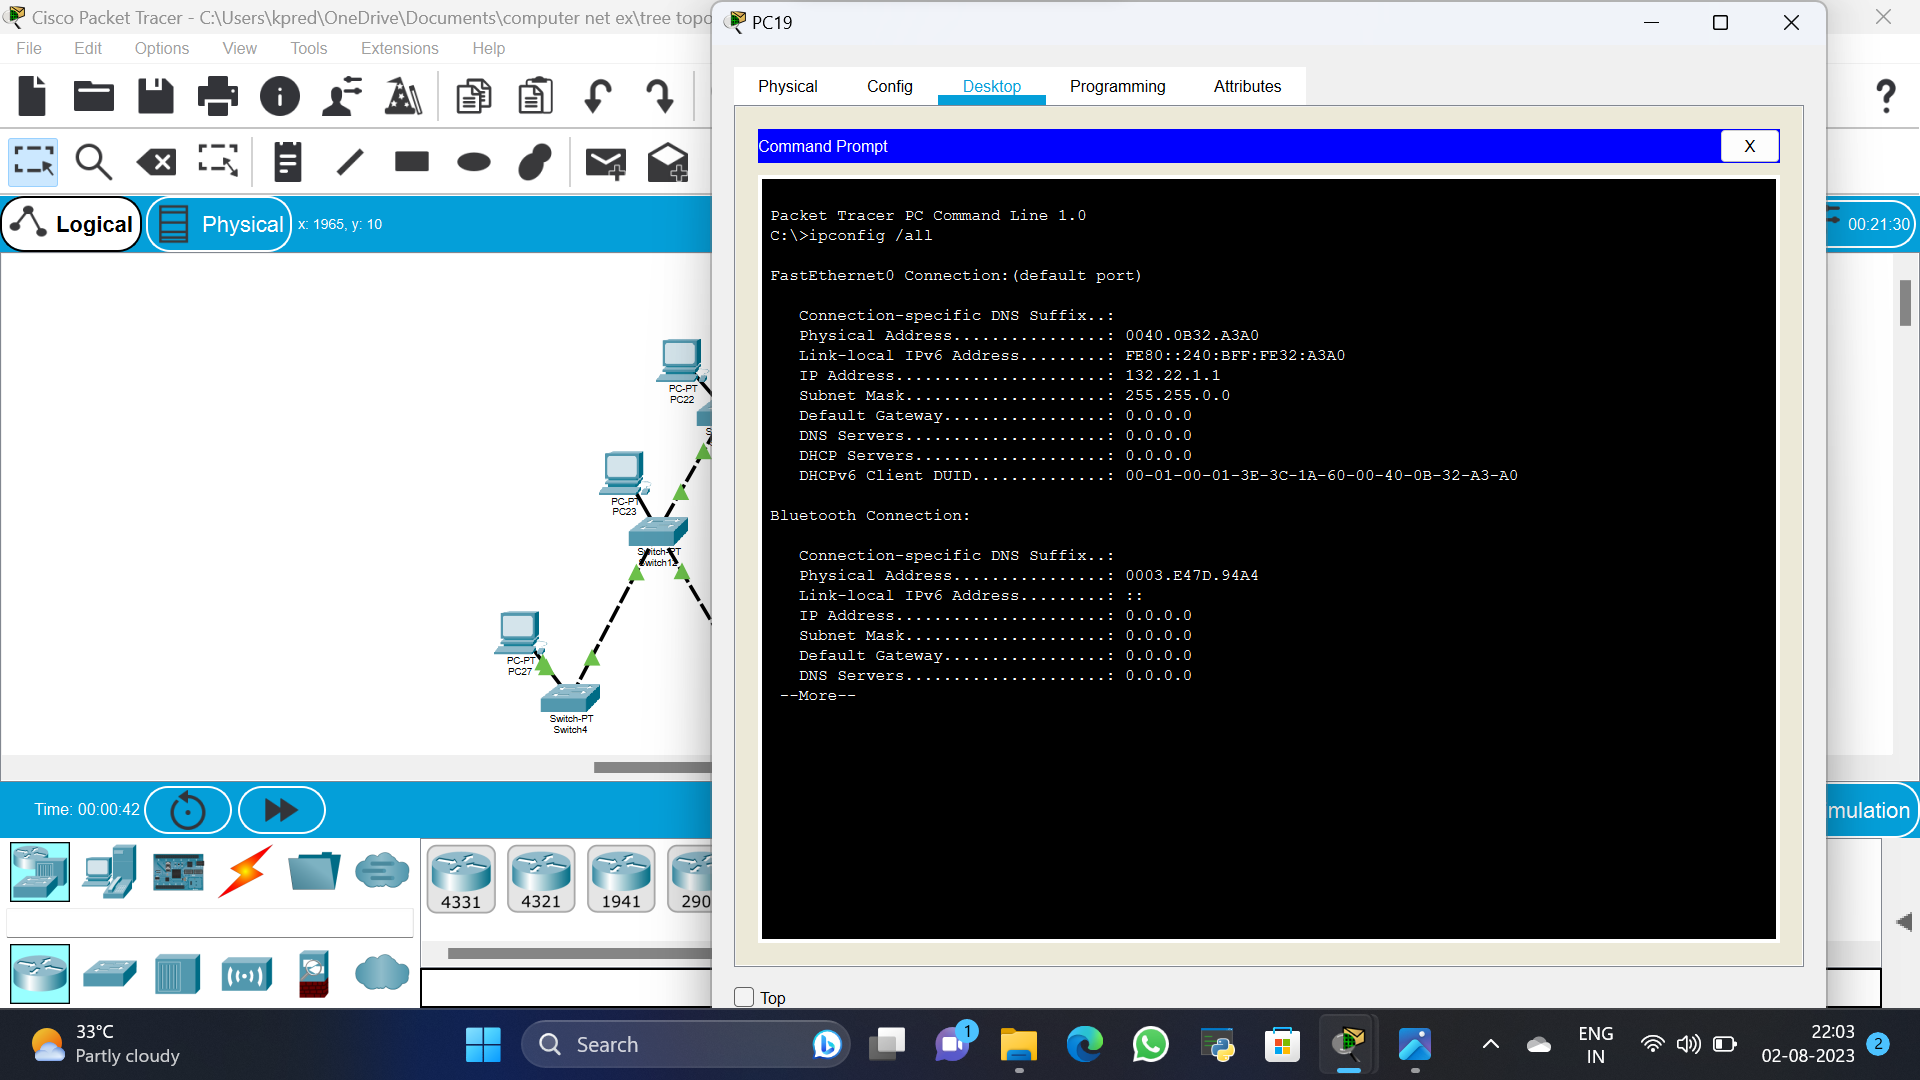 Cisco Packet Tracer - C:\Users\kpred\OneDrive\Documents\computer net ex\tree topo
File Edit Options View Tools Extensions Help
Logical
Physical
x: 1965, y: 10
PC-PT
PC22
PC-PT
PC23
Switch-PT
Switch12
PC-PT
PC27
Switch-PT
Switch4
Time: 00:00:42
4331
4321
1941
290
PC19
Physical Config Desktop Programming Attributes
Command Prompt
X
Packet Tracer PC Command Line 1.0
C:\>ipconfig /all
FastEthernet0 Connection:(default port)
Connection-specific DNS Suffix..:
Physical Address................: 0040.0B32.A3A0
Link-local IPv6 Address.........: FE80::240:BFF:FE32:A3A0
IP Address......................: 132.22.1.1
Subnet Mask.....................: 255.255.0.0
Default Gateway.................: 0.0.0.0
DNS Servers.....................: 0.0.0.0
DHCP Servers....................: 0.0.0.0
DHCPv6 Client DUID..............: 00-01-00-01-3E-3C-1A-60-00-40-0B-32-A3-A0
Bluetooth Connection:
Connection-specific DNS Suffix..:
Physical Address................: 0003.E47D.94A4
Link-local IPv6 Address.........: ::
IP Address......................: 0.0.0.0
Subnet Mask.....................: 0.0.0.0
Default Gateway.................: 0.0.0.0
DNS Servers.....................: 0.0.0.0
--More--
Top
?
00:21:30
mulation
33°C
Partly cloudy
Search
1
ENG
IN
22:03
02-08-2023
2